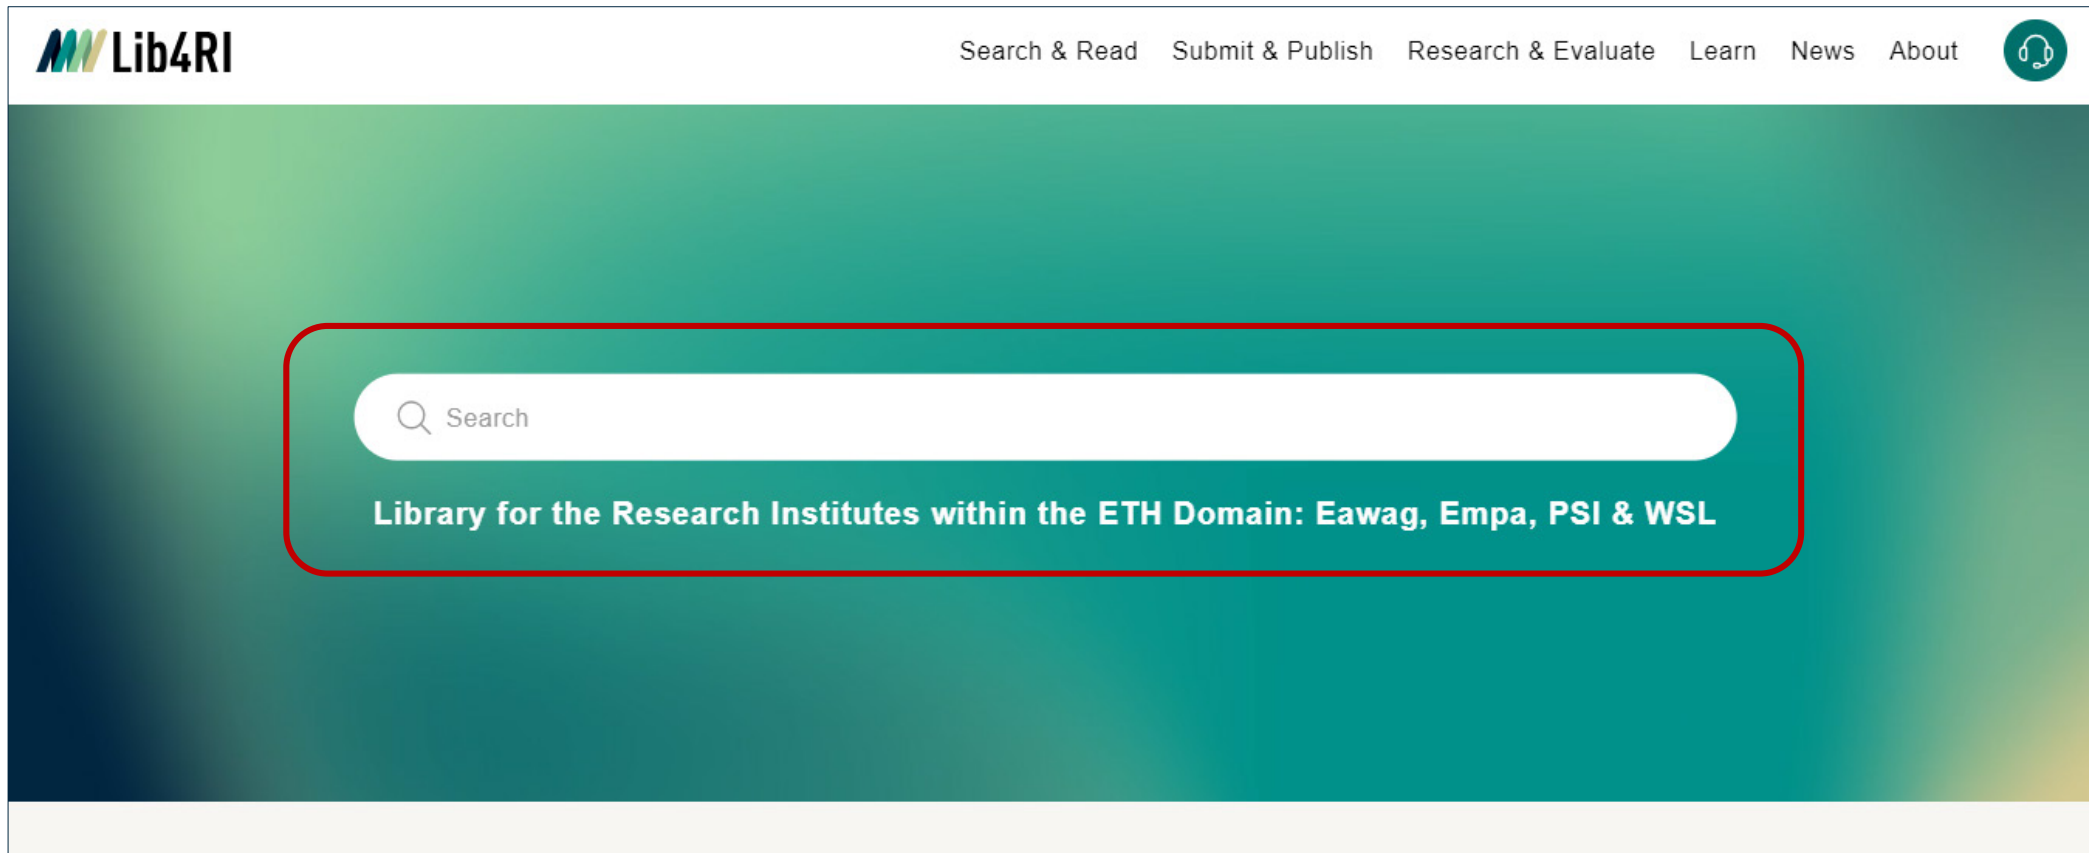 Lib4RI
Search & Read Submit & Publish Research & Evaluate Learn News About
Search
Library for the Research Institutes within the ETH Domain: Eawag, Empa, PSI & WSL